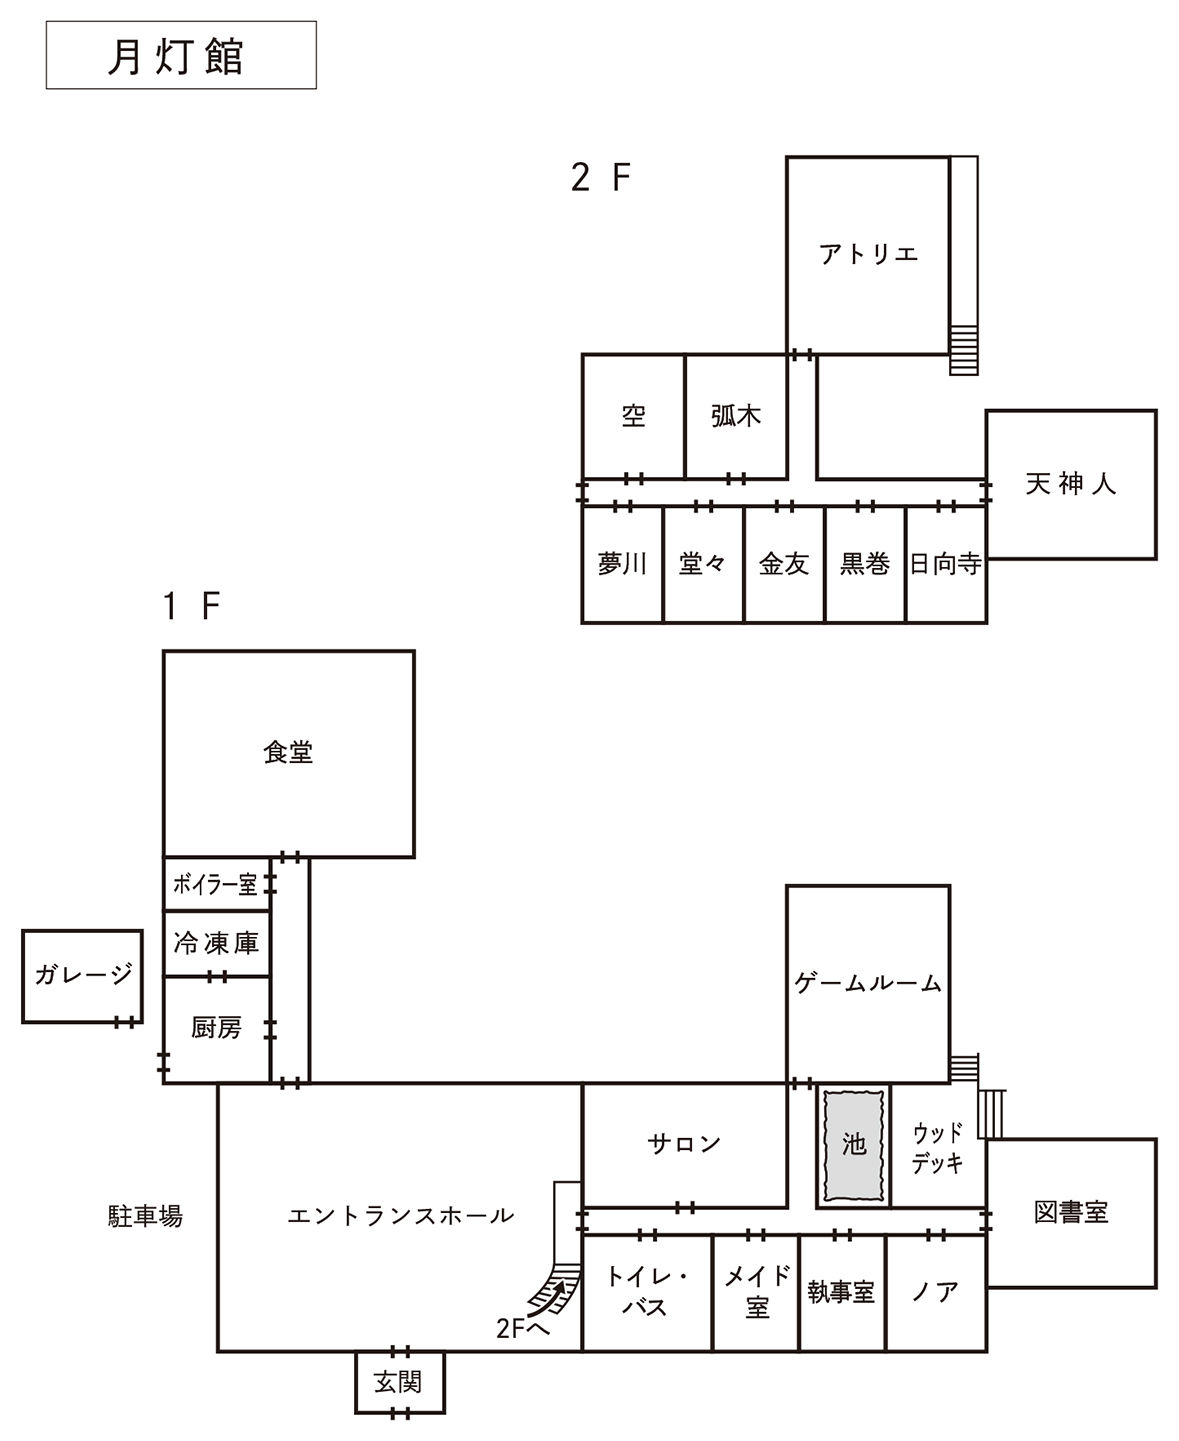 月灯館
2 F
アトリエ
空
弧木
天神人
夢川
堂々
金友
黒巻
日向寺
1 F
食堂
ボイラー室
冷凍庫
ガレージ
厨房
ゲームルーム
サロン
池
ウッド
デッキ
駐車場
エントランスホール
図書室
トイレ・
バス
メイド
室
執事室
ノア
2Fへ
玄関